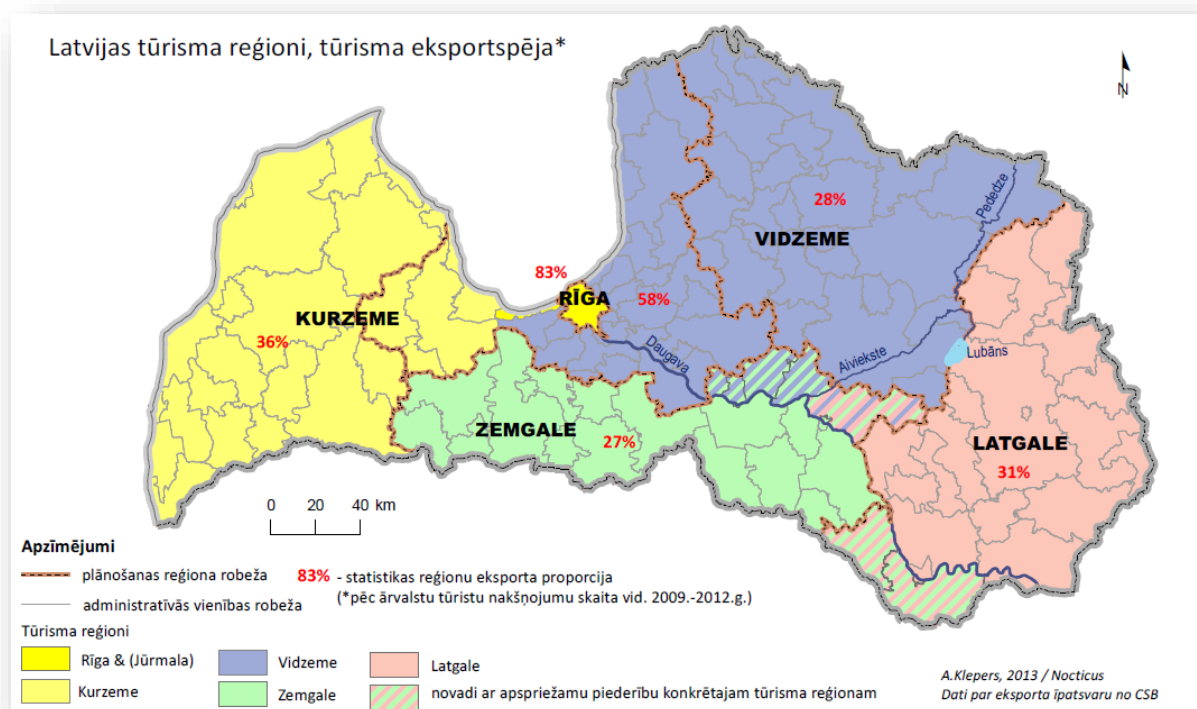 Latvijas tūrisma reģioni, tūrisma eksportspēja*
N
28%
Pededze
VIDZEME
83%
RĪGA
58%
KURZEME
36%
Daugava
Aiviekste
Lubāns
ZEMGALE
27%
LATGALE
31%
0 20 40 km
Apzīmējumi
plānošanas reģiona robeža
83% - statistikas reģionu eksporta proporcija
(*pēc ārvalstu tūristu nakšņojumu skaita vid. 2009.-2012.g.)
administratīvās vienības robeža
Tūrisma reģioni
Rīga & (Jūrmala)
Vidzeme
Latgale
Kurzeme
Zemgale
novadi ar apspriežamu piederību konkrētajam tūrisma reģionam
A.Klepers, 2013 / Nocticus
Dati par eksporta īpatsvaru no CSB